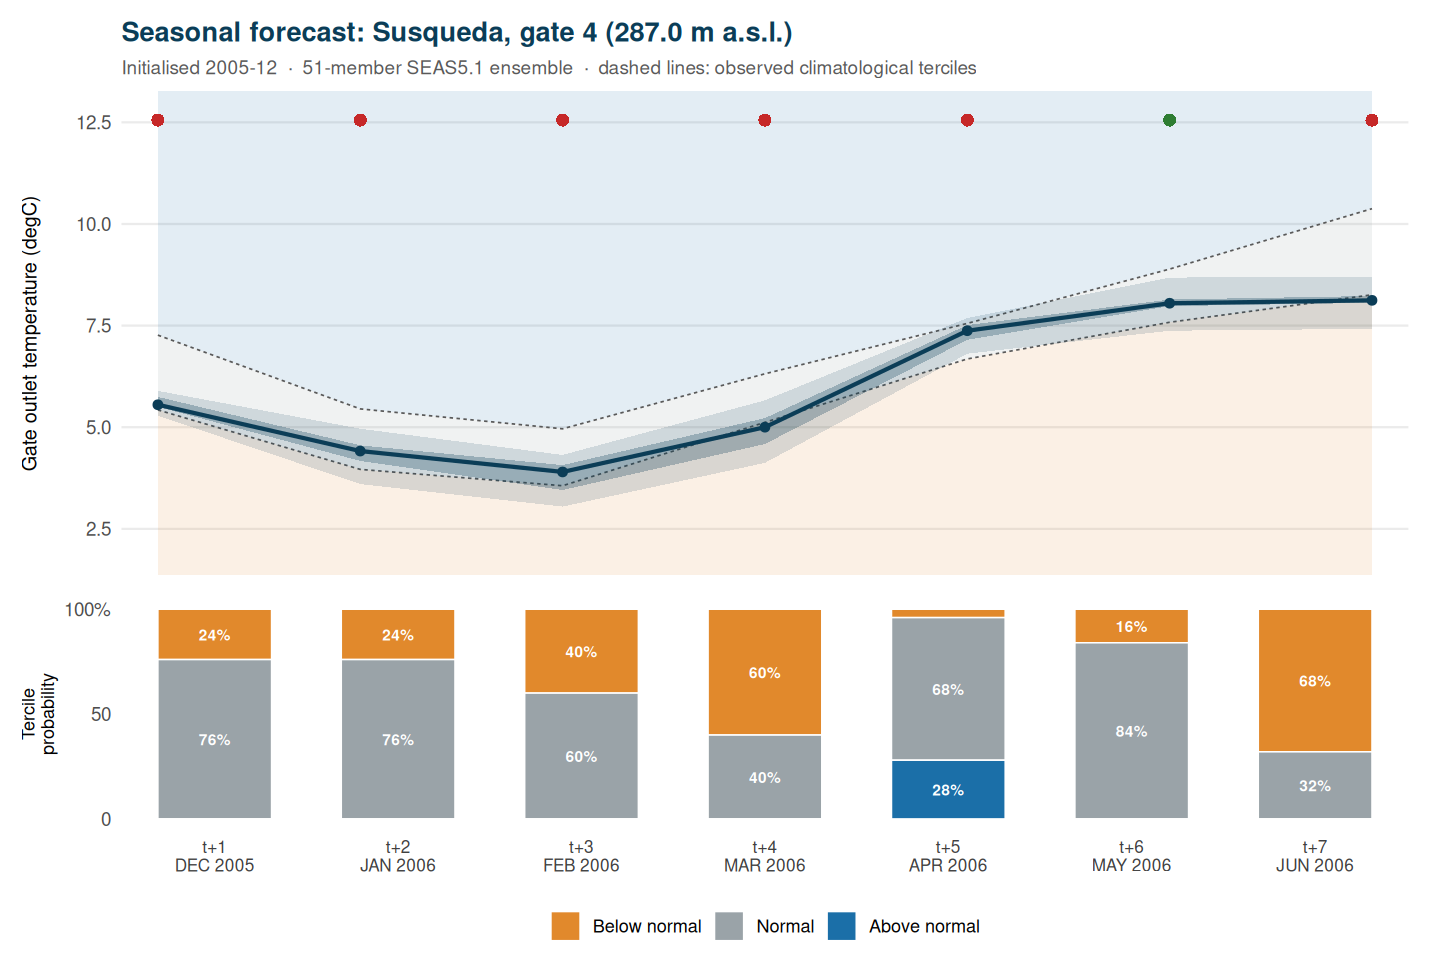 Seasonal forecast: Susqueda, gate 4 (287.0 m a.s.l.)
Initialised 2005-12 · 51-member SEAS5.1 ensemble · dashed lines: observed climatological terciles
Gate outlet temperature (degC)
12.5
10.0
7.5
5.0
2.5
Tercile
probability
100%
50
0
24% 24% 40% 60% 16% 68%
76% 76% 60% 40% 68% 84% 32%
28%
t+1 t+2 t+3 t+4 t+5 t+6 t+7
DEC 2005 JAN 2006 FEB 2006 MAR 2006 APR 2006 MAY 2006 JUN 2006
Below normal Normal Above normal